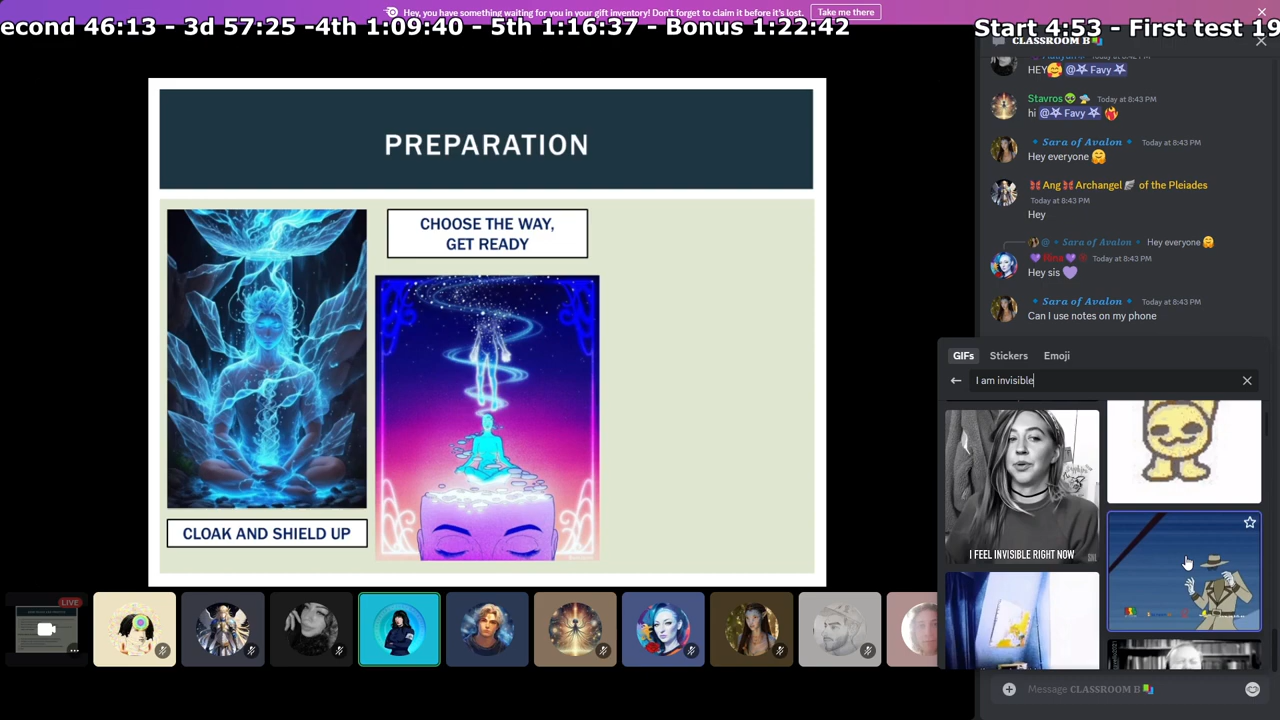 Hey, you have something waiting for you in your gift inventory! Don't forget to claim it before it's lost.
Take me there
econd 46:13 - 3d 57:25 -4th 1:09:40 - 5th 1:16:37 - Bonus 1:22:42
Start 4:53 - First test 19
CLASSROOM B
HEY🥰 @⛧ Favy ⛧
Stavros👽 Today at 8:43 PM
hi @⛧ Favy ⛧ ❤️‍🔥
🔹 Sara of Avalon 🔹 Today at 8:43 PM
Hey everyone 🤗
Ang Archangel of the Pleiades
Today at 8:43 PM
Hey
@🔹 Sara of Avalon 🔹 Hey everyone 🤗
💜 Nina 💜 Today at 8:43 PM
Hey sis 💜
🔹 Sara of Avalon 🔹 Today at 8:43 PM
Can I use notes on my phone
GIFs Stickers Emoji
I am invisible
I FEEL INVISIBLE RIGHT NOW
Message CLASSROOM B
PREPARATION
CHOOSE THE WAY,
GET READY
CLOAK AND SHIELD UP
LIVE